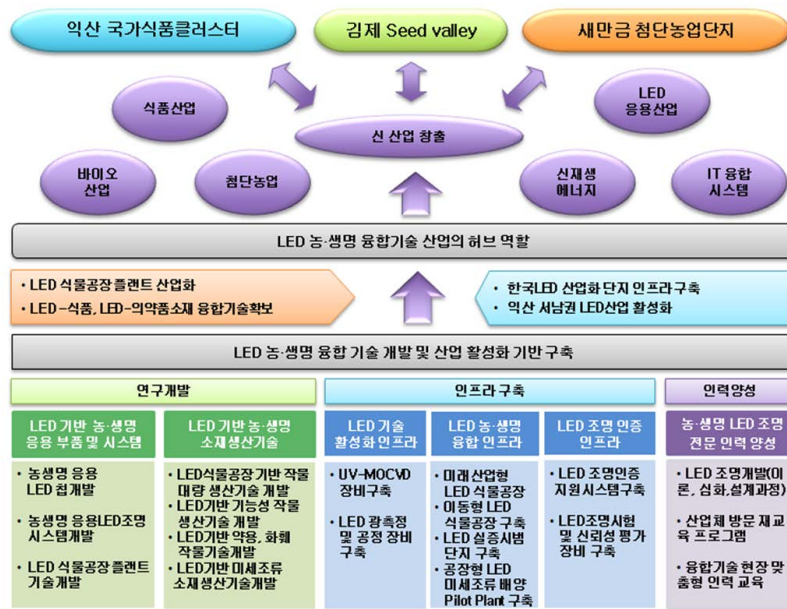 익산 국가식품클러스터
김제 Seed valley
새만금 첨단농업단지
식품산업
LED
응용산업
신 산업 창출
바이오
산업
첨단농업
신재생
에너지
IT 융합
시스템
LED 농·생명 융합기술 산업의 허브 역할
• LED 식물공장 플랜트 산업화
• LED-식품, LED-의약품소재 융합기술확보
• 한국LED 산업화 단지 인프라 구축
• 익산 서남권 LED산업 활성화
LED 농·생명 융합 기술 개발 및 산업 활성화 기반 구축
연구개발
인프라 구축
인력양성
LED 기반 농·생명
응용 부품 및 시스템
LED 기반 농·생명
소재생산기술
LED 기술
활성화 인프라
LED 농·생명
융합 인프라
LED 조명 인증
인프라
농·생명 LED 조명
전문 인력 양성
• 농생명 응용
LED 칩개발
• 농생명 응용LED조명
시스템개발
• LED 식물공장 플랜트
기술개발
• LED식물공장 기반 작물
대량 생산기술 개발
• LED기반 기능성 작물
생산기술 개발
• LED기반 약용, 화훼
작물기술개발
• LED기반 미세조류
소재생산기술개발
• UV-MOCVD
장비구축
• LED 광측정
및 공정 장비
구축
• 미래 산업형
LED 식물공장
• 이동형 LED
식물공장 구축
• LED 실증시범
단지 구축
• 공장형 LED
미세조류 배양
Pilot Plant 구축
• LED 조명인증
지원시스템구축
• LED조명시험
및 신뢰성 평가
장비 구축
• LED 조명개발(이
론, 심화,설계과정)
• 산업체 방문 재교
육 프로그램
• 융합기술 현장 맞
춤형 인력 교육